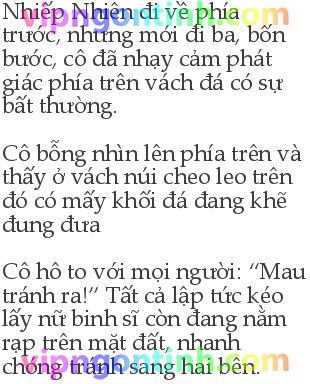 Nhiếp Nhiên đi về phía
trước, nhưng mới đi ba, bốn
bước, cô đã nhạy cảm phát
giác phía trên vách đá có sự
bất thường.
Cô bỗng nhìn lên phía trên và
thấy ở vách núi cheo leo trên
đó có mấy khối đá đang khẽ
đung đưa
Cô hô to với mọi người: “Mau
tránh ra!” Tất cả lập tức kéo
lấy nữ binh sĩ còn đang nằm
rạp trên mặt đất, nhanh
chóng tránh sang hai bên.
vipngontinh.com
vipngontinh.com